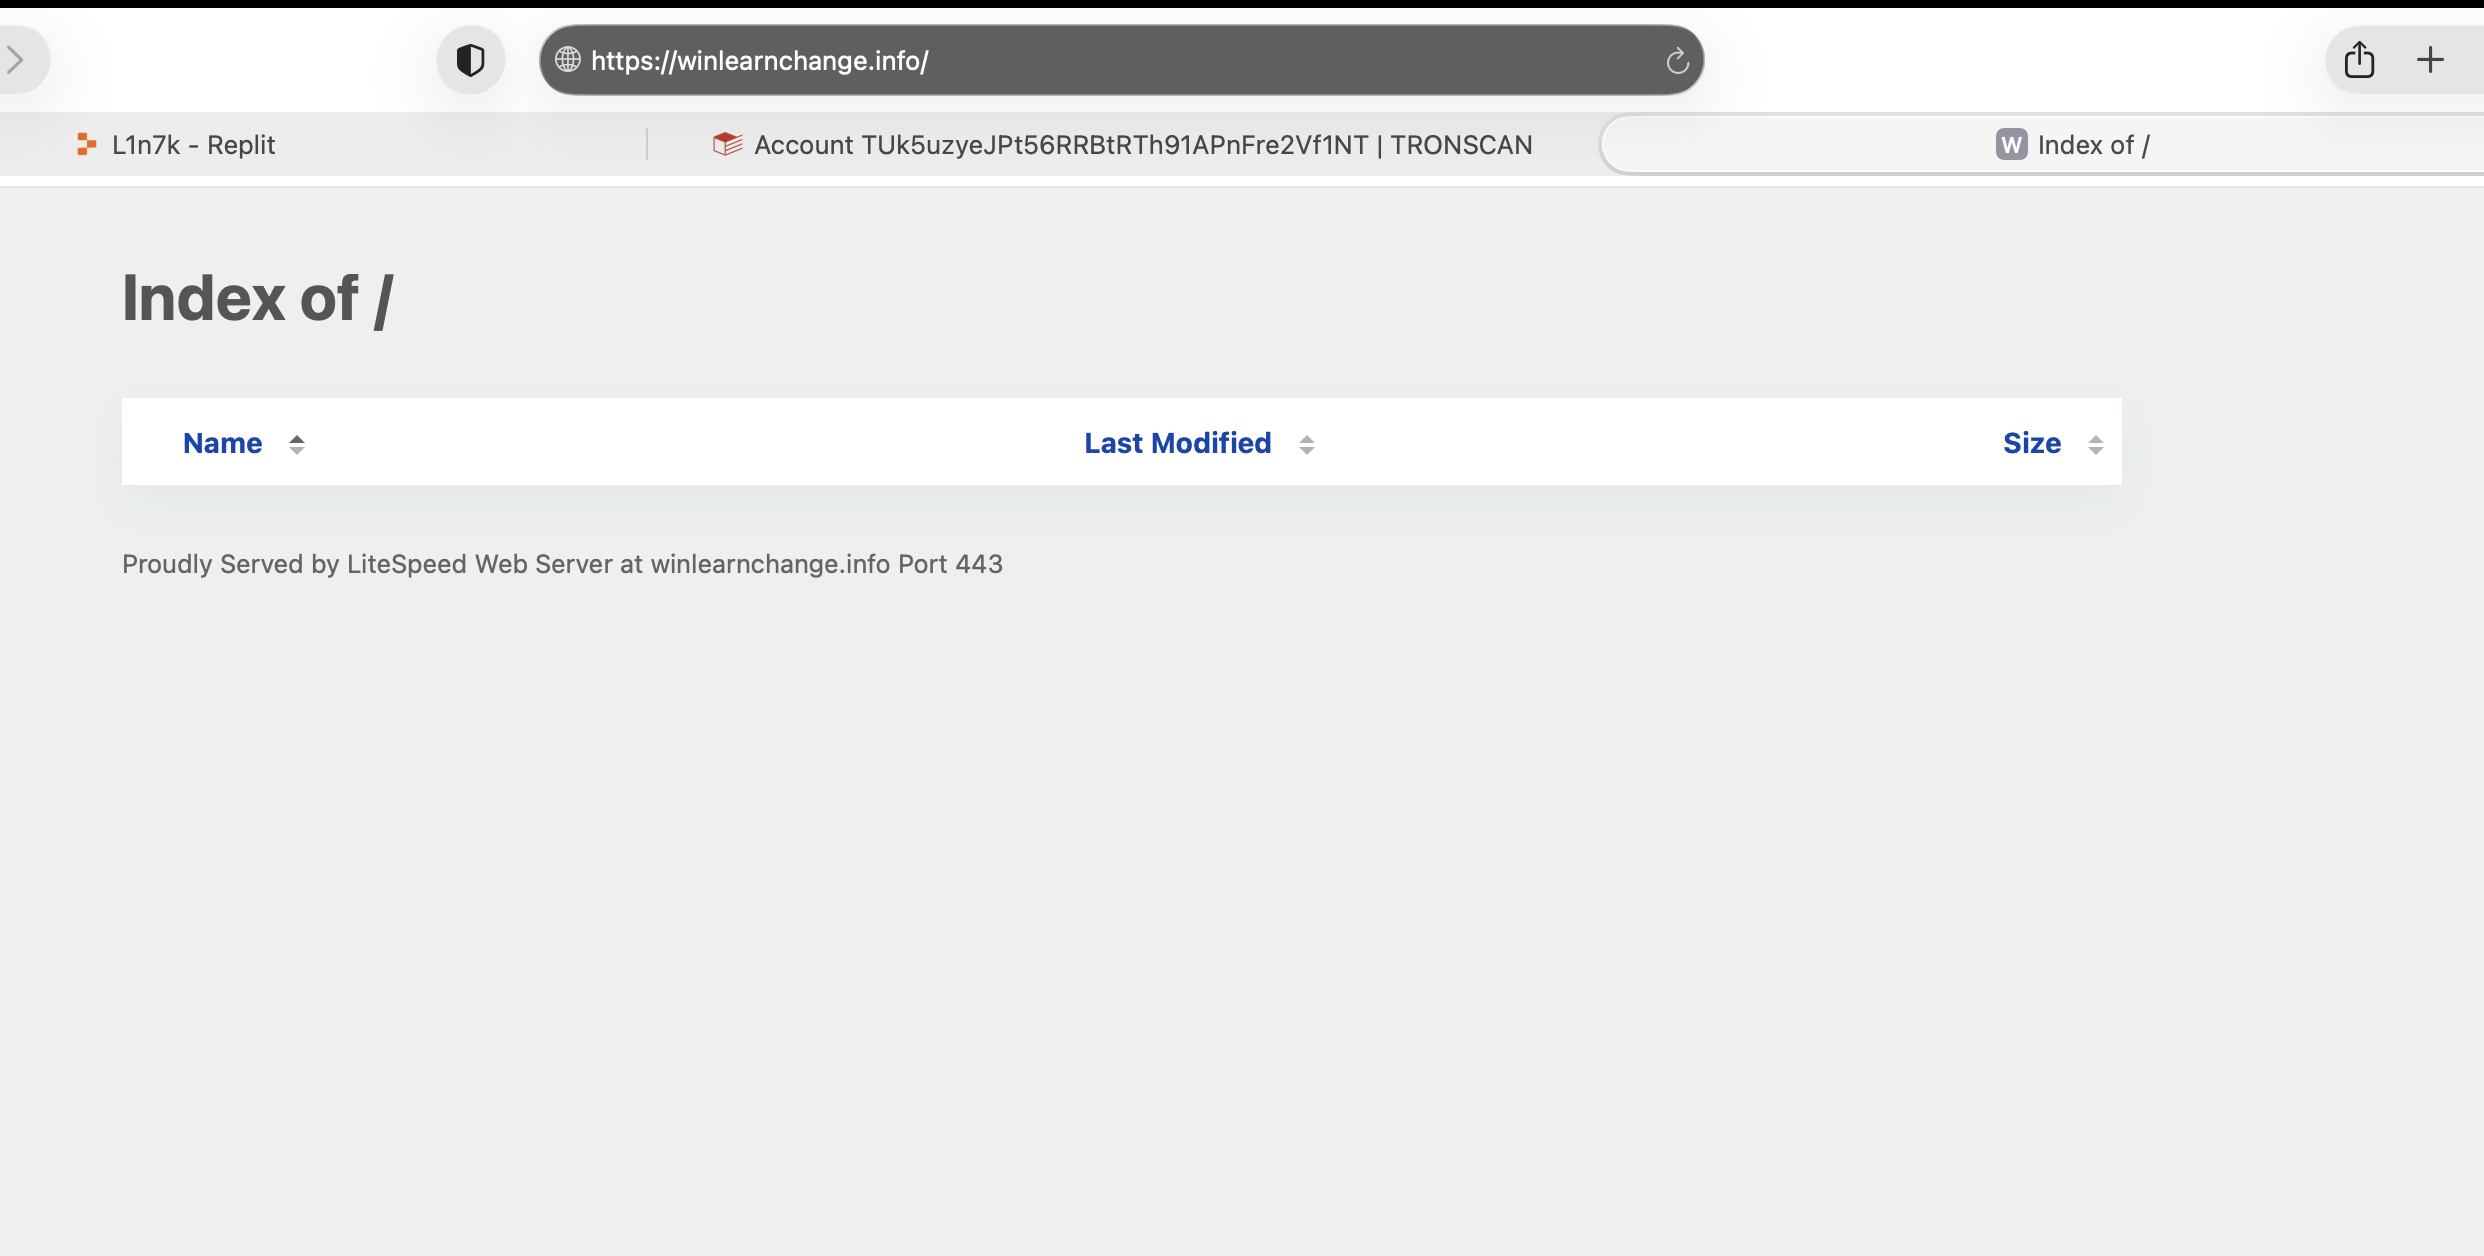 https://winlearnchange.info/
L1n7k - Replit
Account TUk5uzyeJPt56RRBtRTh91APnFre2Vf1NT | TRONSCAN
W Index of /
Index of /
Name Last Modified Size
Proudly Served by LiteSpeed Web Server at winlearnchange.info Port 443